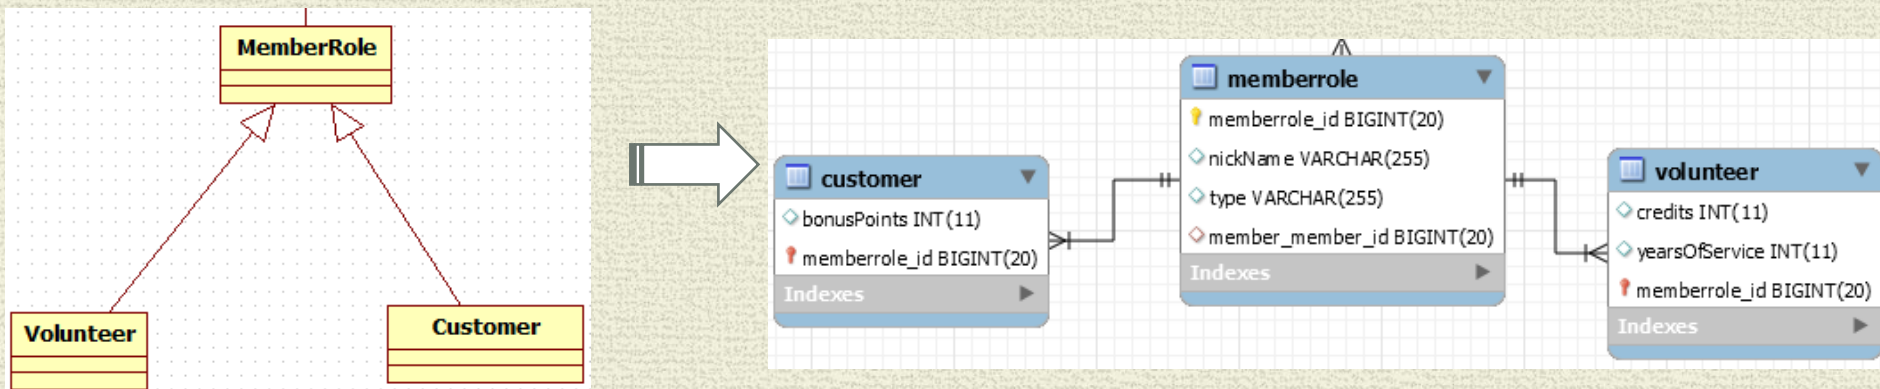 MemberRole
Volunteer
Customer
customer
bonusPoints INT(11)
memberrole_id BIGINT(20)
Indexes
memberrole
memberrole_id BIGINT(20)
nickName VARCHAR(255)
type VARCHAR(255)
member_member_id BIGINT(20)
Indexes
volunteer
credits INT(11)
yearsOfService INT(11)
memberrole_id BIGINT(20)
Indexes